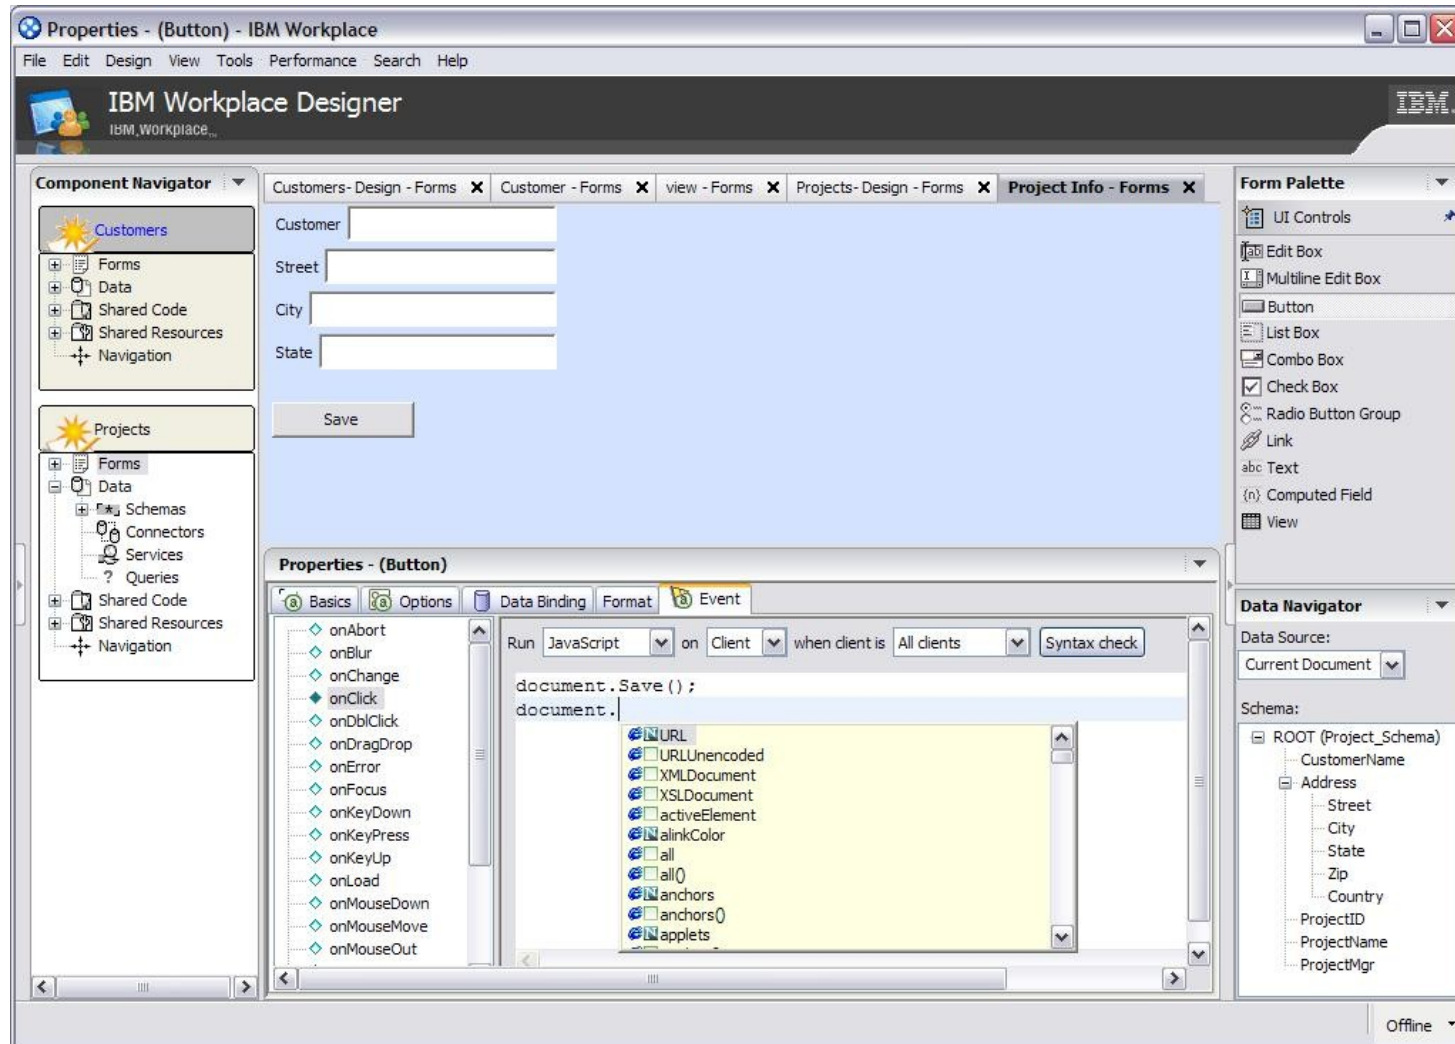 Properties - (Button) - IBM Workplace
File Edit Design View Tools Performance Search Help
IBM Workplace Designer
IBM.Workplace™
IBM.
Component Navigator
Customers
Forms
Data
Shared Code
Shared Resources
Navigation
Projects
Forms
Data
Schemas
Connectors
Services
Queries
Shared Code
Shared Resources
Navigation
Customers- Design - Forms Customer - Forms view - Forms Projects- Design - Forms Project Info - Forms
Customer
Street
City
State
Save
Properties - (Button)
Basics Options Data Binding Format Event
onAbort
onBlur
onChange
onClick
onDblClick
onDragDrop
onError
onFocus
onKeyDown
onKeyPress
onKeyUp
onLoad
onMouseDown
onMouseMove
onMouseOut
Run JavaScript on Client when client is All clients Syntax check
document.Save();
document.
URL
URLUnencoded
XMLDocument
XSLDocument
activeElement
alinkColor
all
all()
anchors
anchors()
applets
Form Palette
UI Controls
Edit Box
Multiline Edit Box
Button
List Box
Combo Box
Check Box
Radio Button Group
Link
abc Text
{n} Computed Field
View
Data Navigator
Data Source:
Current Document
Schema:
ROOT (Project_Schema)
CustomerName
Address
Street
City
State
Zip
Country
ProjectID
ProjectName
ProjectMgr
Offline